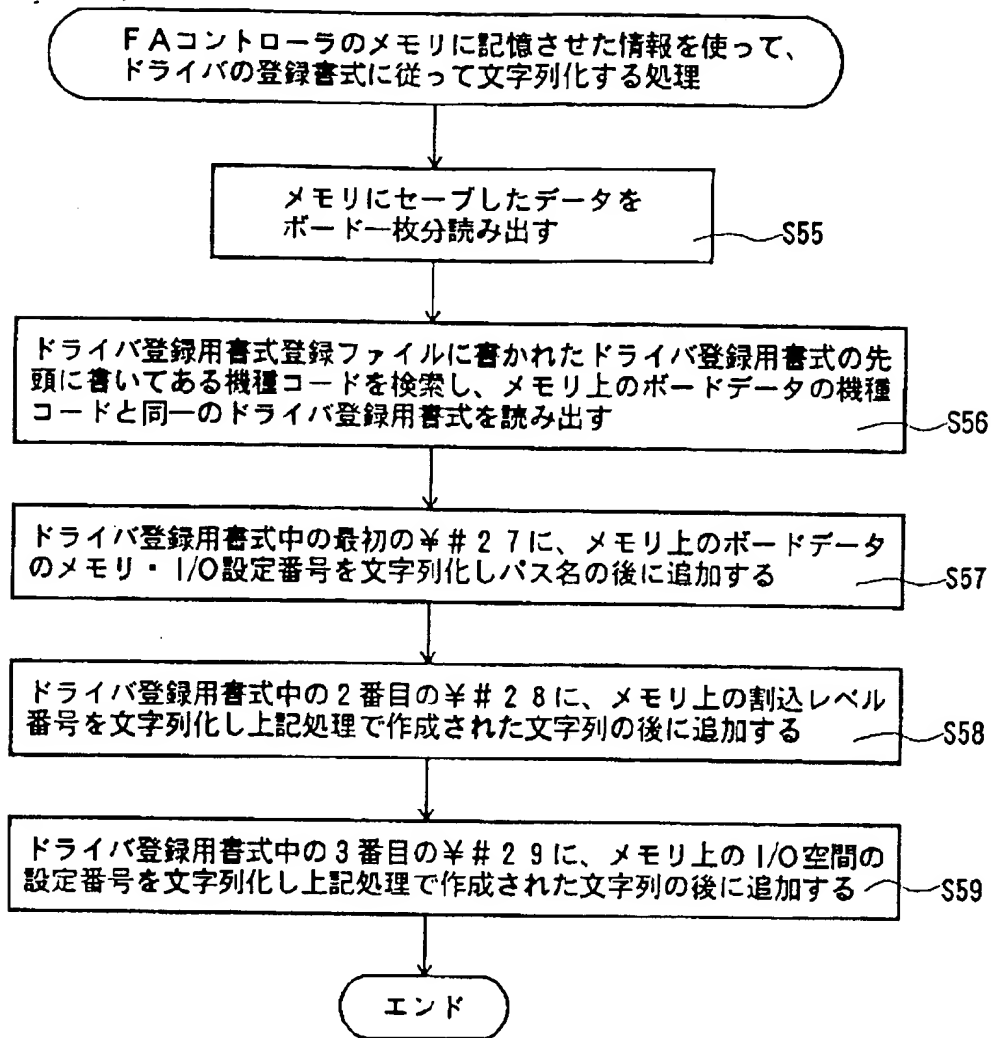 FAコントローラのメモリに記憶させた情報を使って、
ドライバの登録書式に従って文字列化する処理
メモリにセーブしたデータを
ボード一枚分読み出す
S55
ドライバ登録用書式登録ファイルに書かれたドライバ登録用書式の先
頭に書いてある機種コードを検索し、メモリ上のボードデータの機種
コードと同一のドライバ登録用書式を読み出す
S56
ドライバ登録用書式中の最初の¥#27に、メモリ上のボードデータ
のメモリ・I/O設定番号を文字列化しパス名の後に追加する
S57
ドライバ登録用書式中の2番目の¥#28に、メモリ上の割込レベル
番号を文字列化し上記処理で作成された文字列の後に追加する
S58
ドライバ登録用書式中の3番目の¥#29に、メモリ上のI/O空間の
設定番号を文字列化し上記処理で作成された文字列の後に追加する
S59
エンド